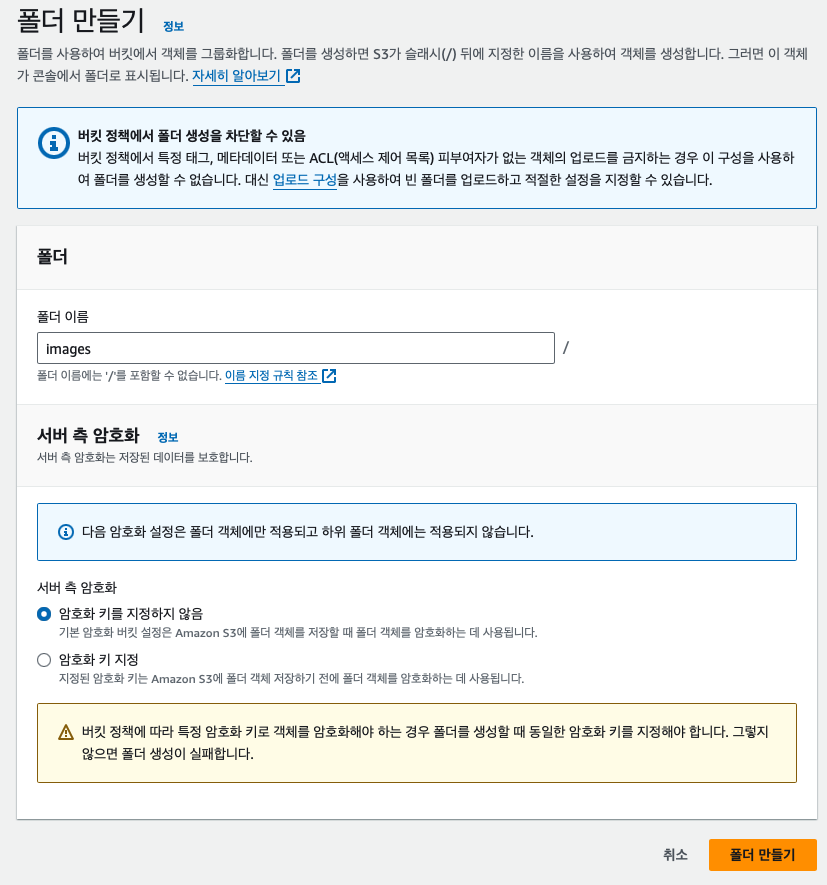 폴더 만들기 정보
폴더를 사용하여 버킷에서 객체를 그룹화합니다. 폴더를 생성하면 S3가 슬래시(/) 뒤에 지정한 이름을 사용하여 객체를 생성합니다. 그러면 이 객체
가 콘솔에서 폴더로 표시됩니다. 자세히 알아보기
버킷 정책에서 폴더 생성을 차단할 수 있음
버킷 정책에서 특정 태그, 메타데이터 또는 ACL(액세스 제어 목록) 피부여자가 없는 객체의 업로드를 금지하는 경우 이 구성을 사용하
여 폴더를 생성할 수 없습니다. 대신 업로드 구성을 사용하여 빈 폴더를 업로드하고 적절한 설정을 지정할 수 있습니다.
폴더
폴더 이름
images /
폴더 이름에는 '/'를 포함할 수 없습니다. 이름 지정 규칙 참조
서버 측 암호화 정보
서버 측 암호화는 저장된 데이터를 보호합니다.
다음 암호화 설정은 폴더 객체에만 적용되고 하위 폴더 객체에는 적용되지 않습니다.
서버 측 암호화
암호화 키를 지정하지 않음
기본 암호화 버킷 설정은 Amazon S3에 폴더 객체를 저장할 때 폴더 객체를 암호화하는 데 사용됩니다.
암호화 키 지정
지정된 암호화 키는 Amazon S3에 폴더 객체 저장하기 전에 폴더 객체를 암호화하는 데 사용됩니다.
버킷 정책에 따라 특정 암호화 키로 객체를 암호화해야 하는 경우 폴더를 생성할 때 동일한 암호화 키를 지정해야 합니다. 그렇지
않으면 폴더 생성이 실패합니다.
취소 폴더 만들기